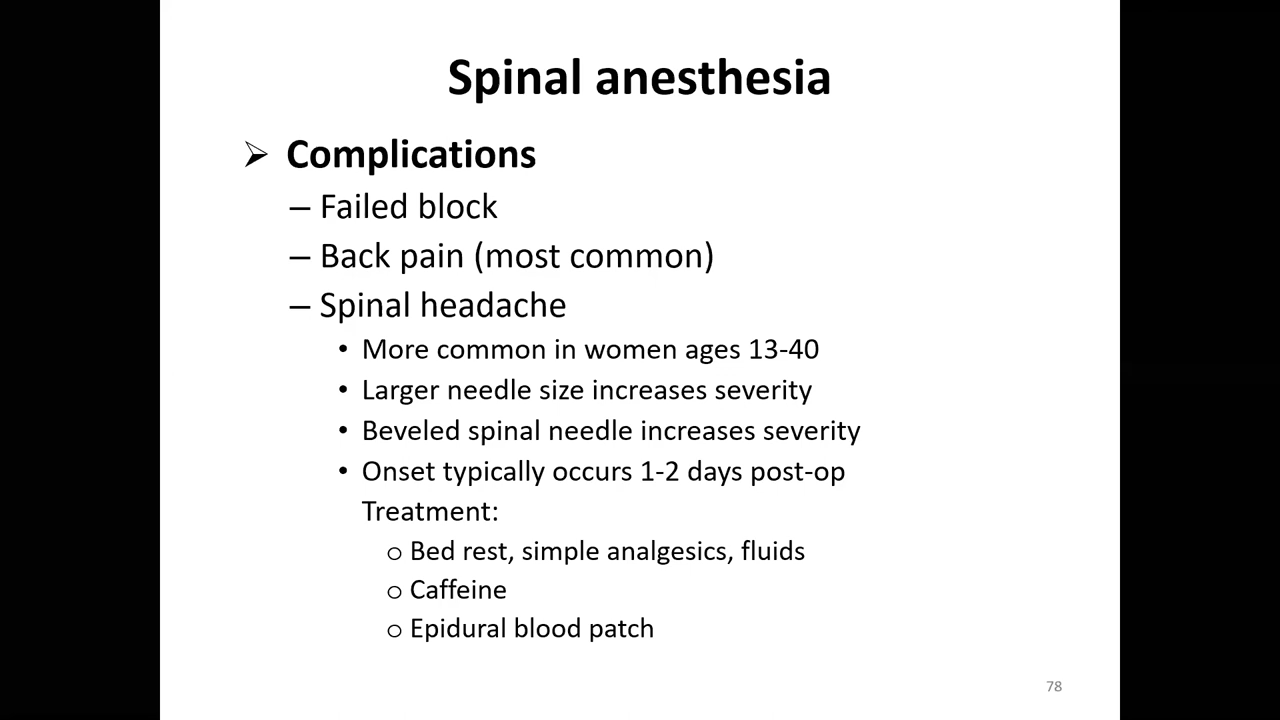 Spinal anesthesia
➢ Complications
– Failed block
– Back pain (most common)
– Spinal headache
• More common in women ages 13-40
• Larger needle size increases severity
• Beveled spinal needle increases severity
• Onset typically occurs 1-2 days post-op
Treatment:
o Bed rest, simple analgesics, fluids
o Caffeine
o Epidural blood patch
78